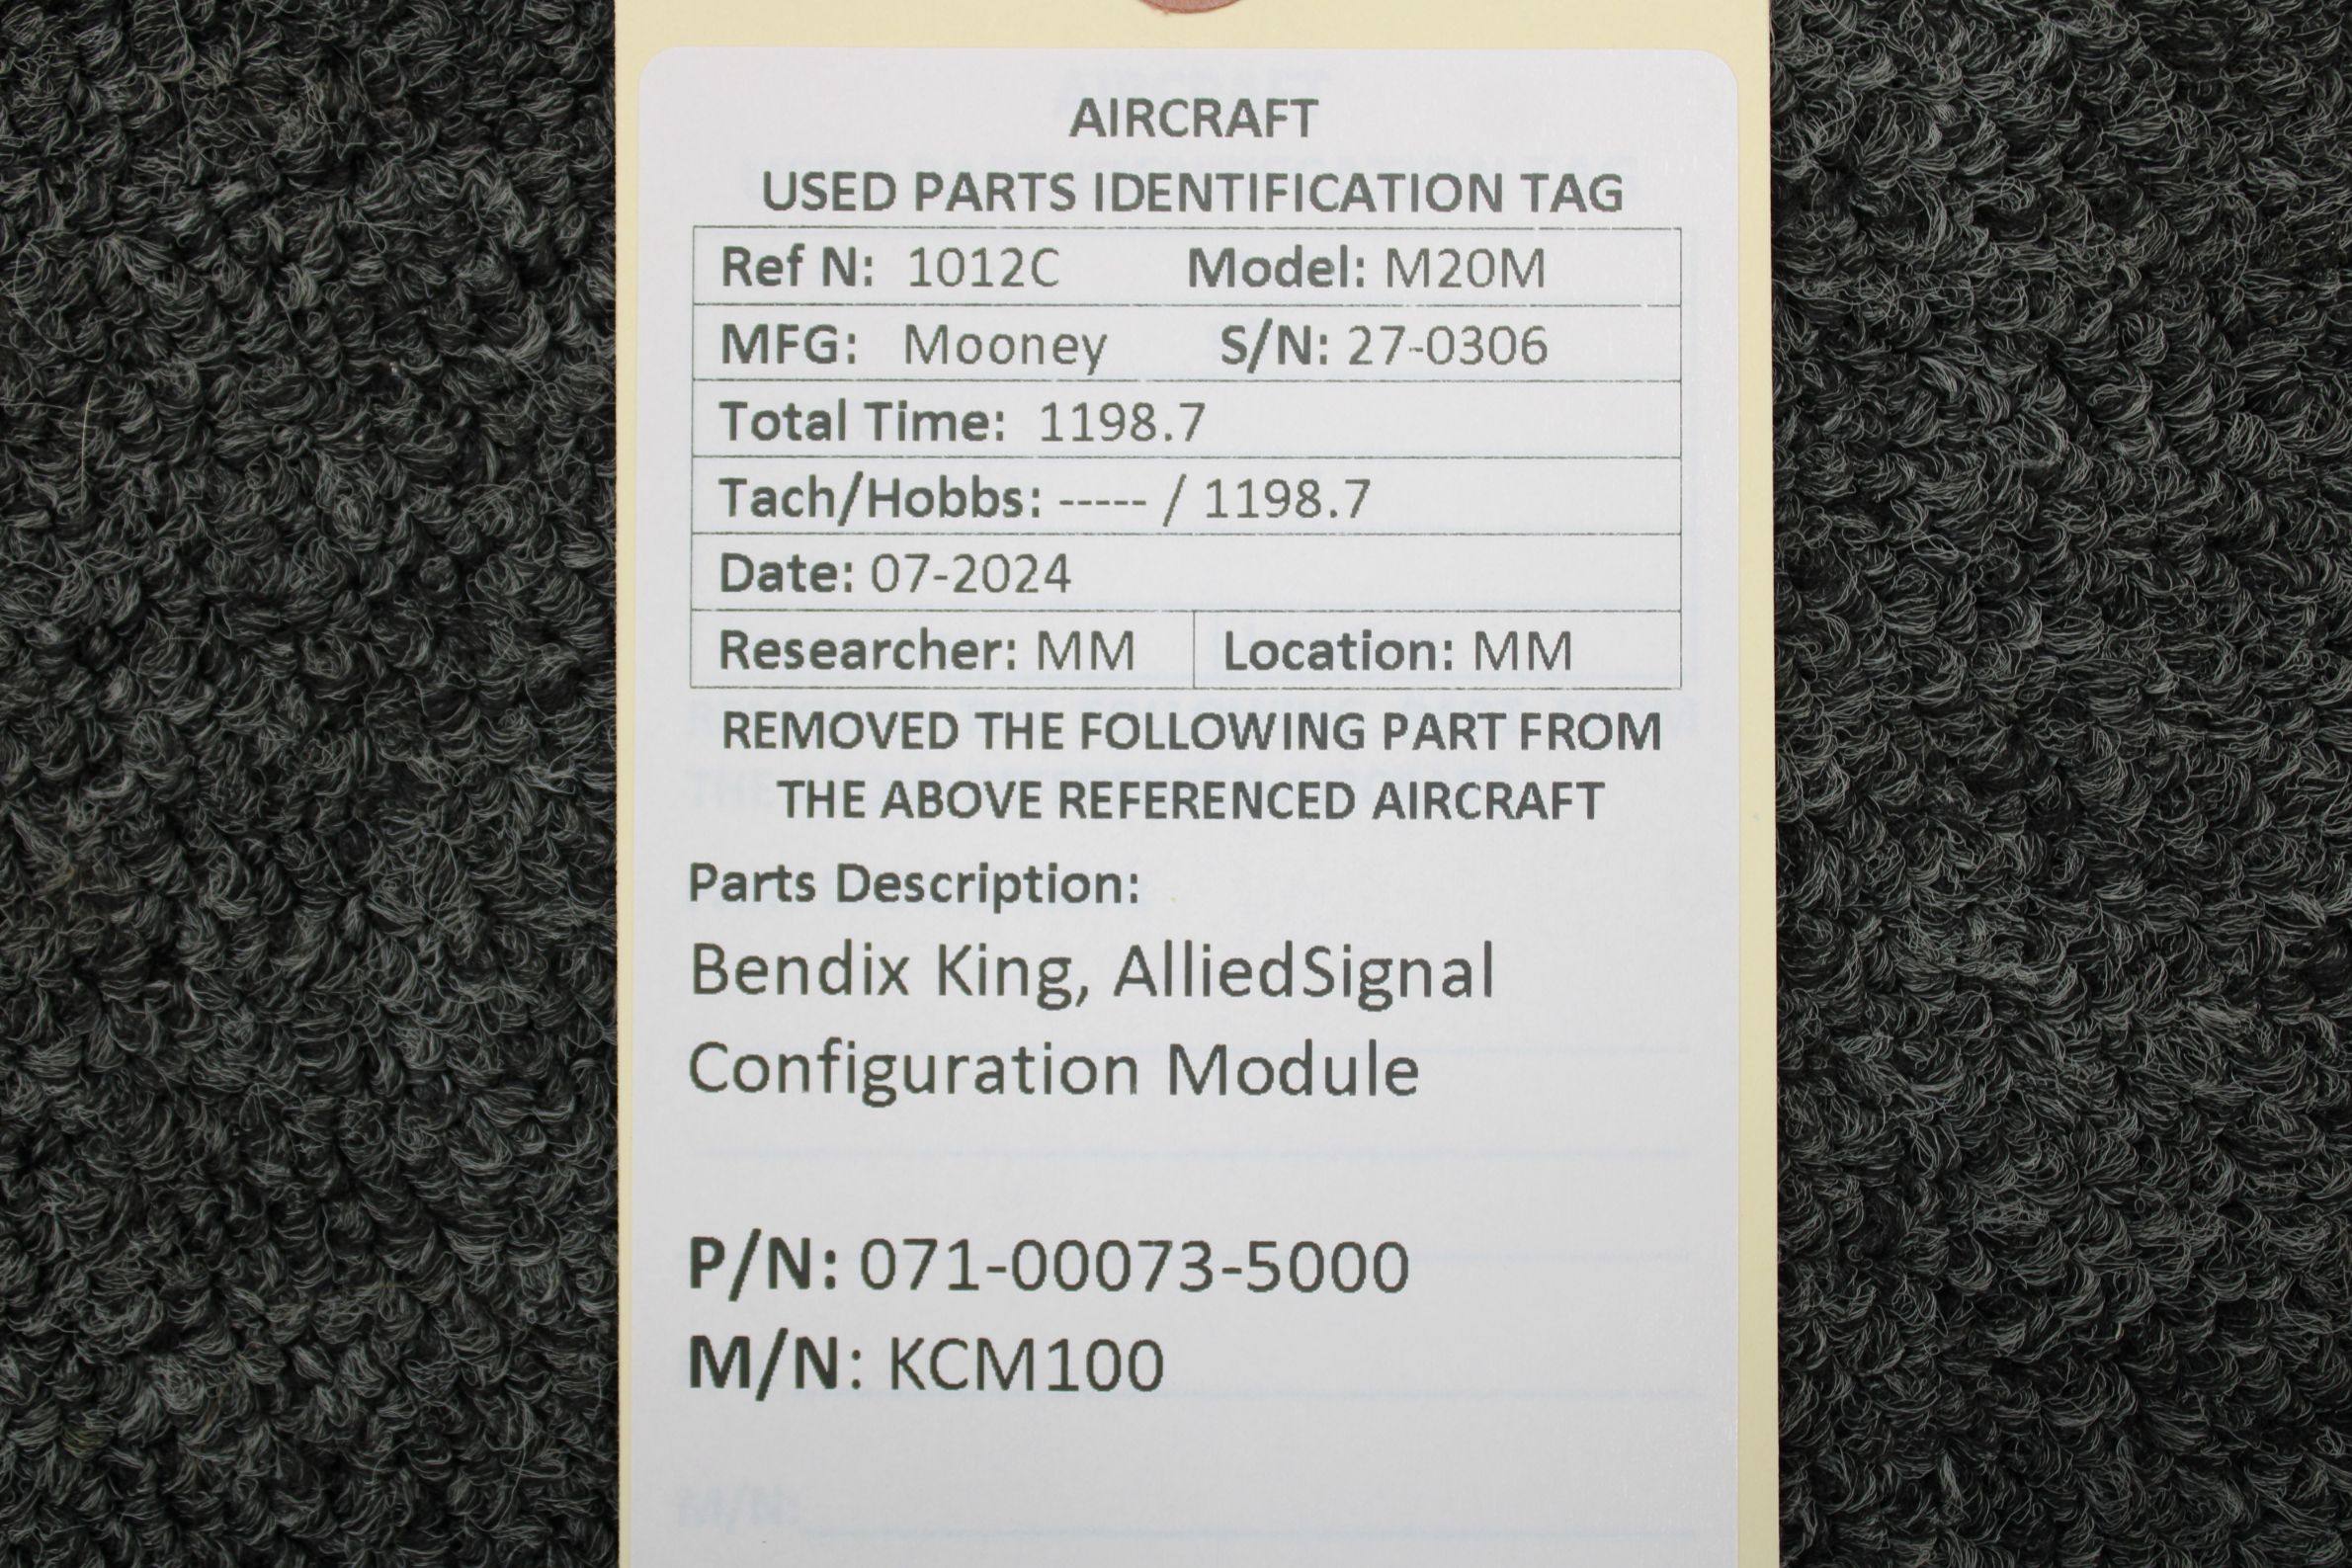 AIRCRAFT
USED PARTS IDENTIFICATION TAG
Ref N: 1012C Model: M20M
MFG: Mooney S/N: 27-0306
Total Time: 1198.7
Tach/Hobbs: ----- / 1198.7
Date: 07-2024
Researcher: MM Location: MM
REMOVED THE FOLLOWING PART FROM
THE ABOVE REFERENCED AIRCRAFT
Parts Description:
Bendix King, AlliedSignal
Configuration Module
P/N: 071-00073-5000
M/N: KCM100
M/N: